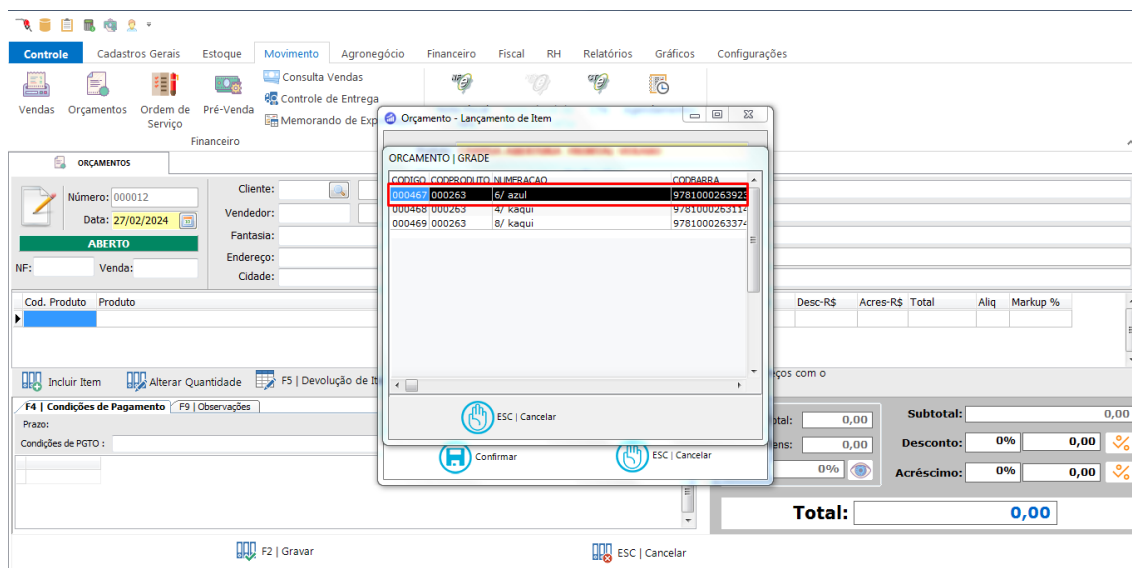 Controle Cadastros Gerais Estoque Movimento Agronegócio Financeiro Fiscal RH Relatórios Gráficos Configurações
Consulta Vendas
Controle de Entrega
Memorando de Exp
Vendas Orçamentos Ordem de Serviço Pré-Venda
Financeiro
ORÇAMENTOS
Número: 000012
Data: 27/02/2024
ABERTO
NF: Venda:
Cliente:
Vendedor:
Fantasia:
Endereço:
Cidade:
Orçamento - Lançamento de Item
ORCAMENTO | GRADE
CODIGO CODPRODUTO NUMERACAO CODBARRA
000467 000263 6/ azul 9781000263923
000468 000263 4/ kaqui 978100026311
000469 000263 8/ kaqui 978100026337
ESC | Cancelar
Confirmar ESC | Cancelar
Cod. Produto Produto Desc-R$ Acres-R$ Total Aliq Markup %
Incluir Item Alterar Quantidade F5 | Devolução de It
ços com o
F4 | Condições de Pagamento F9 | Observações
Prazo:
Condições de PGTO :
otal: 0,00
ens: 0,00
0%
Subtotal: 0,00
Desconto: 0% 0,00
Acréscimo: 0% 0,00
Total: 0,00
F2 | Gravar ESC | Cancelar